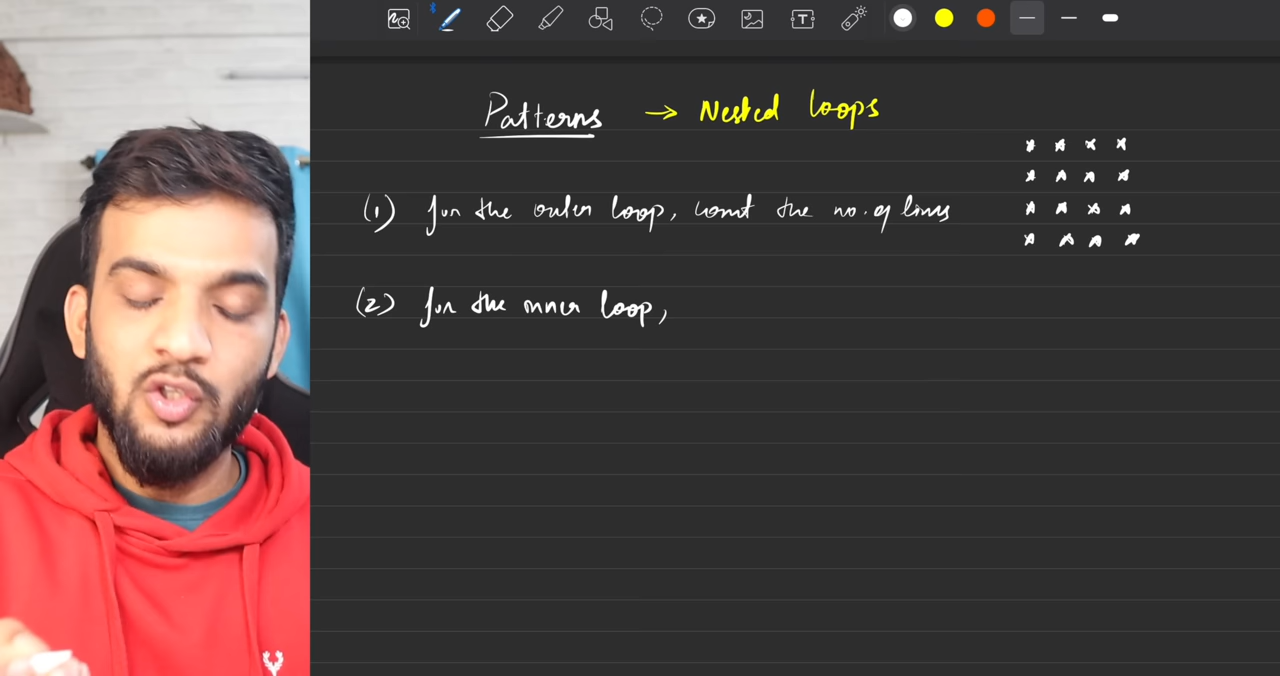 Patterns → Nested loops
(1) for the outer loop, count the no. of lines
(2) for the inner loop,
* * * *
* * * *
* * * *
* * * *